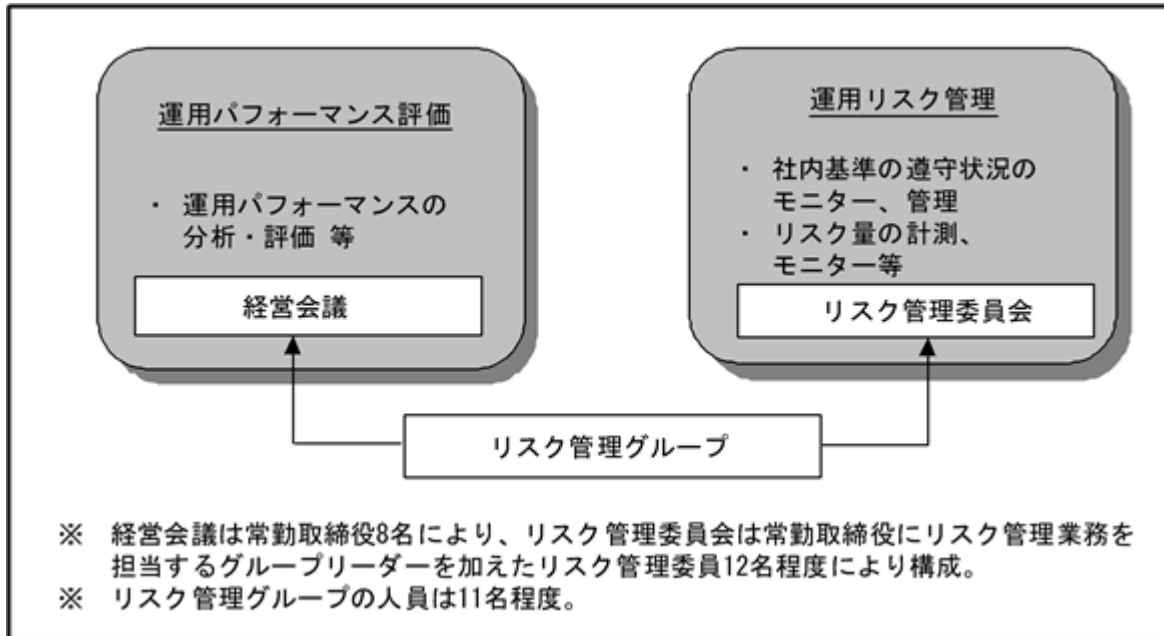 運用パフォーマンス評価
・ 運用パフォーマンスの
分析・評価 等
経営会議
運用リスク管理
・ 社内基準の遵守状況の
モニター、管理
・ リスク量の計測、
モニター等
リスク管理委員会
リスク管理グループ
※ 経営会議は常勤取締役8名により、リスク管理委員会は常勤取締役にリスク管理業務を
担当するグループリーダーを加えたリスク管理委員12名程度により構成。
※ リスク管理グループの人員は11名程度。